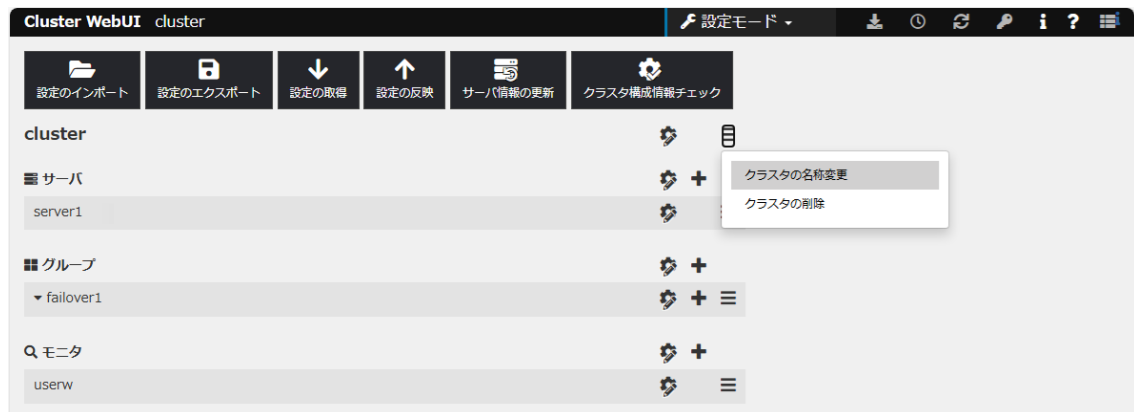 Cluster WebUI cluster 設定モード i ?
設定のインポート 設定のエクスポート 設定の取得 設定の反映 サーバ情報の更新 クラスタ構成情報チェック
cluster
クラスタの名称変更
クラスタの削除
サーバ
server1
グループ
failover1
モニタ
userw